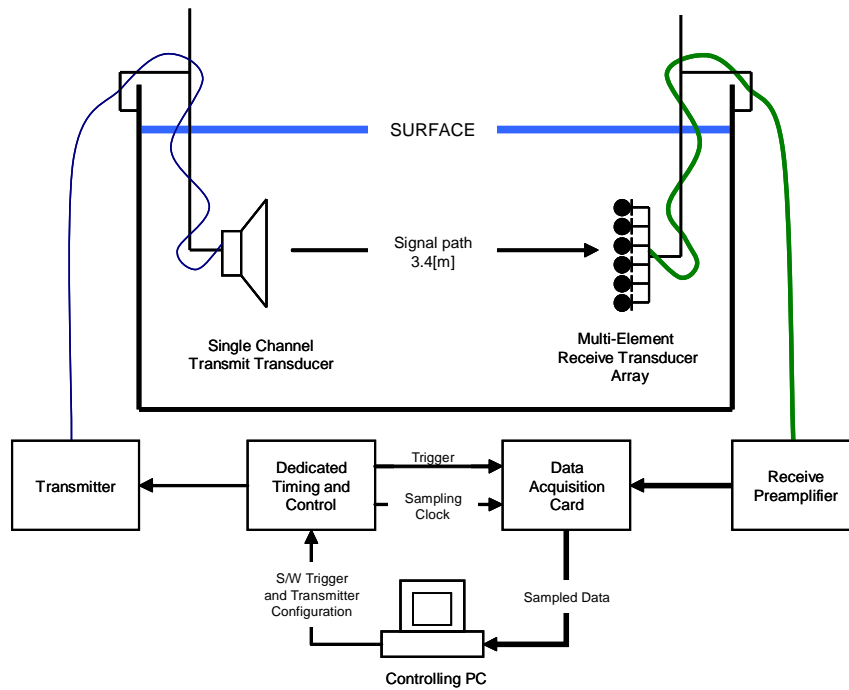 SURFACE
Signal path
3.4[m]
Single Channel
Transmit Transducer
Multi-Element
Receive Transducer
Array
Transmitter
Dedicated
Timing and
Control
Trigger
Sampling
Clock
Data
Acquisition
Card
Receive
Preamplifier
S/W Trigger
and Transmitter
Configuration
Sampled Data
Controlling PC